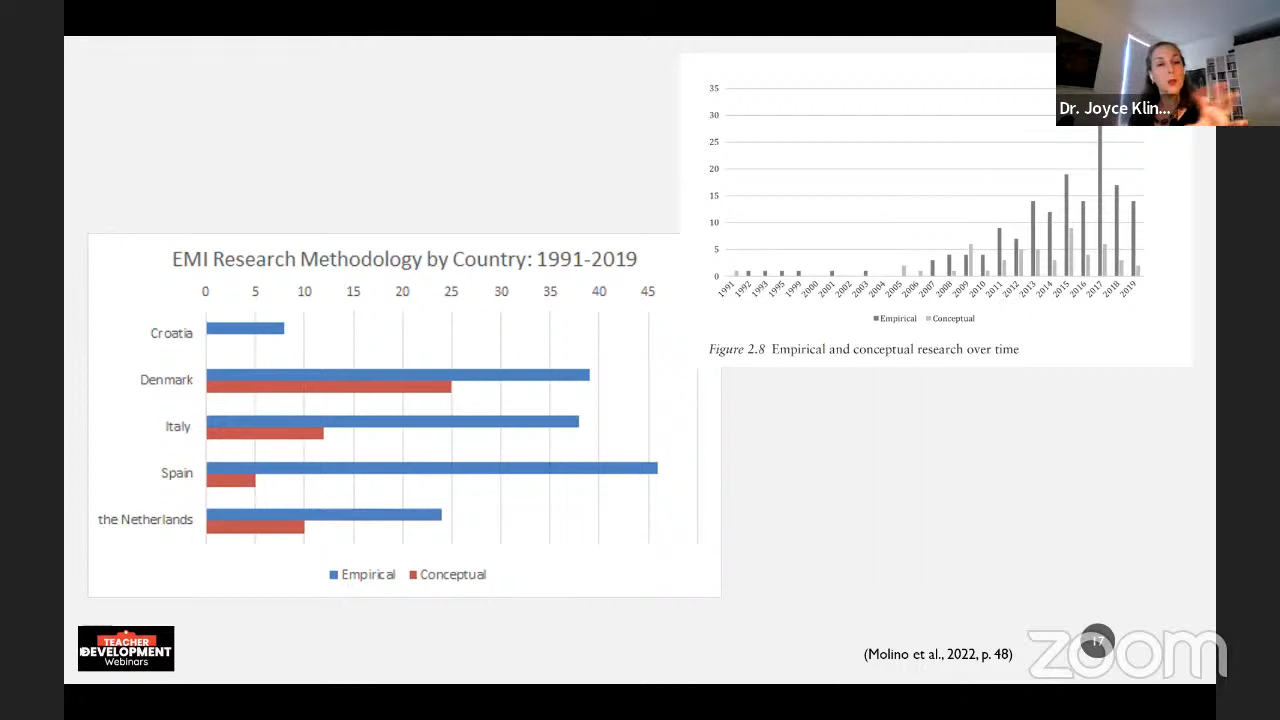 Dr. Joyce Klin...
35
30
25
20
15
10
5
0
1991 1992 1993 1995 1999 2000 2001 2002 2003 2004 2005 2006 2007 2008 2009 2010 2011 2012 2013 2014 2015 2016 2017 2018 2019
Empirical Conceptual
Figure 2.8 Empirical and conceptual research over time
EMI Research Methodology by Country: 1991-2019
0 5 10 15 20 25 30 35 40 45
Croatia
Denmark
Italy
Spain
the Netherlands
Empirical Conceptual
TEACHER
DEVELOPMENT
Webinars
(Molino et al., 2022, p. 48)
17
zoom